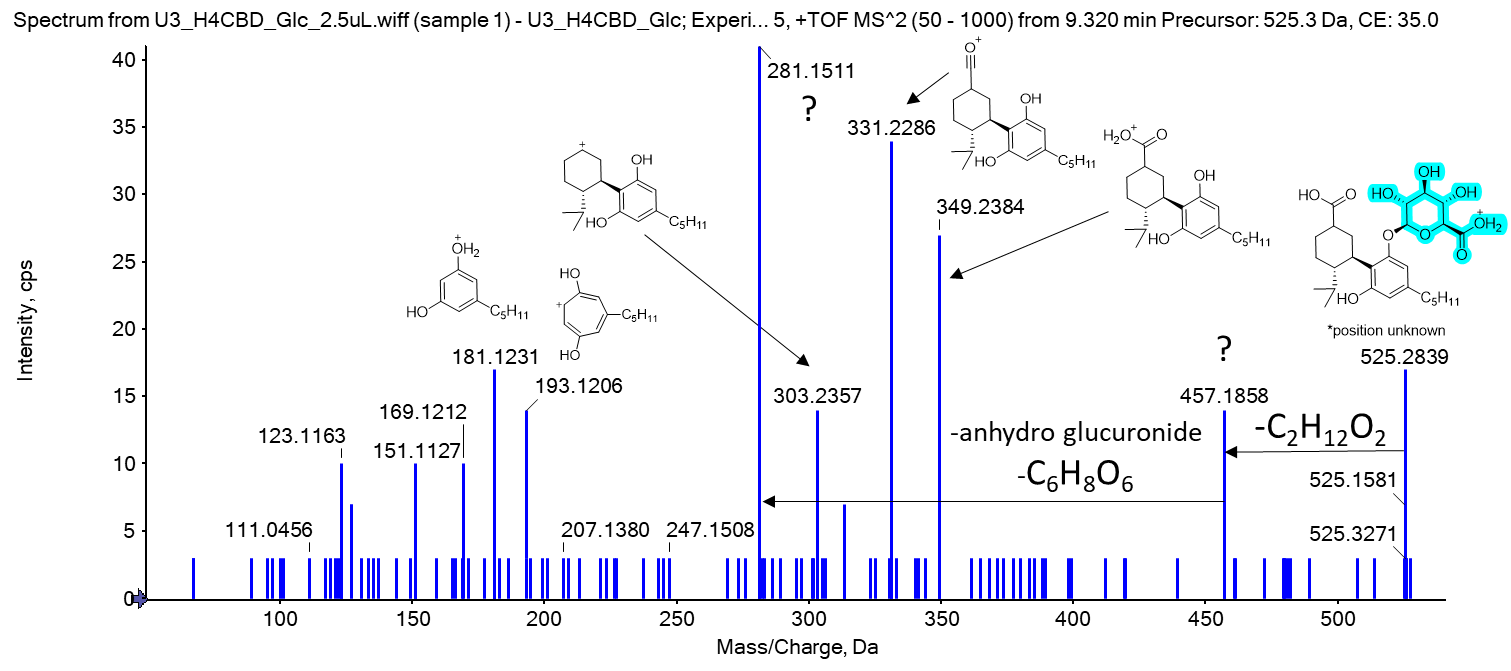 Spectrum from U3_H4CBD_Glc_2.5uL.wiff (sample 1) - U3_H4CBD_Glc; Experi... 5, +TOF MS^2 (50 - 1000) from 9.320 min Precursor: 525.3 Da, CE: 35.0
Intensity, cps
40
35
30
25
20
15
10
5
0
100
150
200
250
300
350
400
450
500
Mass/Charge, Da
111.0456
123.1163
151.1127
169.1212
181.1231
193.1206
207.1380
247.1508
281.1511
?
303.2357
331.2286
349.2384
457.1858
?
525.2839
525.1581
525.3271
-anhydro glucuronide
-C6H8O6
-C2H12O2
*position unknown
+
OH2
HO
C5H11
HO
+
C5H11
HO
+
OH
HO
C5H11
+
O
OH
HO
C5H11
+
H2O
O
OH
HO
C5H11
HO
O
OH
HO
OH
+
OH2
O
O
O
HO
C5H11